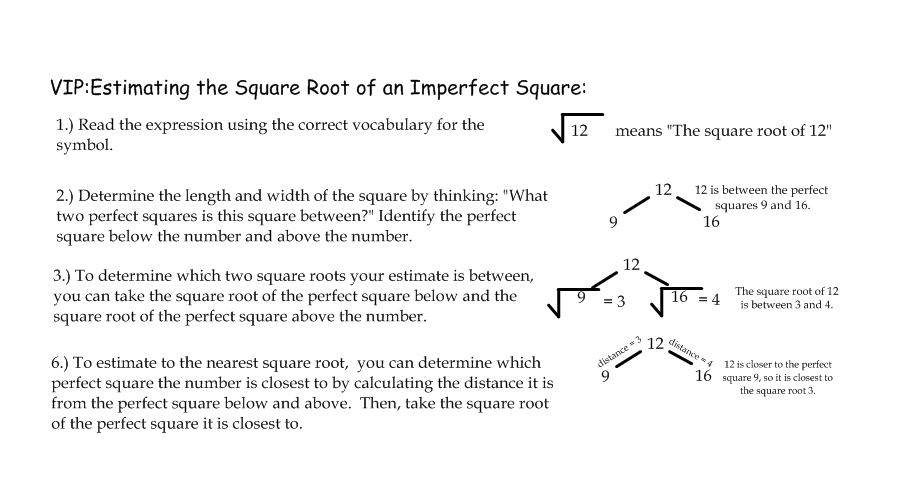 VIP:Estimating the Square Root of an Imperfect Square:
1.) Read the expression using the correct vocabulary for the
symbol.
√12 means "The square root of 12"
2.) Determine the length and width of the square by thinking: "What
two perfect squares is this square between?" Identify the perfect
square below the number and above the number.
12
9 16
12 is between the perfect
squares 9 and 16.
3.) To determine which two square roots your estimate is between,
you can take the square root of the perfect square below and the
square root of the perfect square above the number.
12
√9 = 3 √16 = 4
The square root of 12
is between 3 and 4.
6.) To estimate to the nearest square root, you can determine which
perfect square the number is closest to by calculating the distance it is
from the perfect square below and above. Then, take the square root
of the perfect square it is closest to.
distance = 3 12 distance = 4
9 16
12 is closer to the perfect
square 9, so it is closest to
the square root 3.